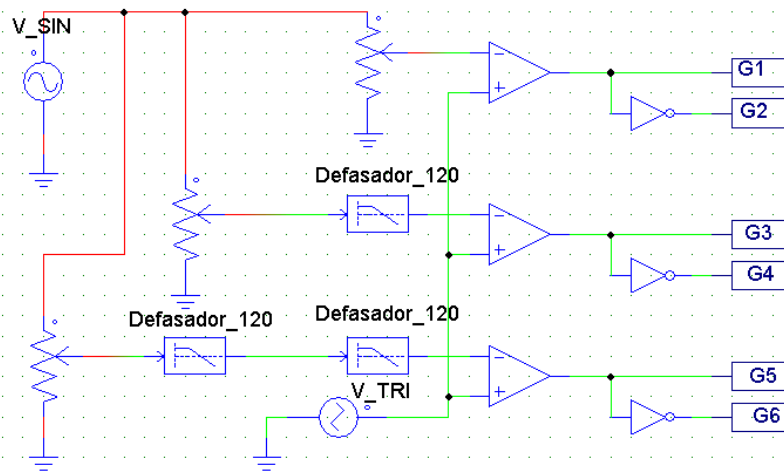 V_SIN
G1
G2
Defasador_120
G3
G4
Defasador_120
Defasador_120
G5
V_TRI
G6